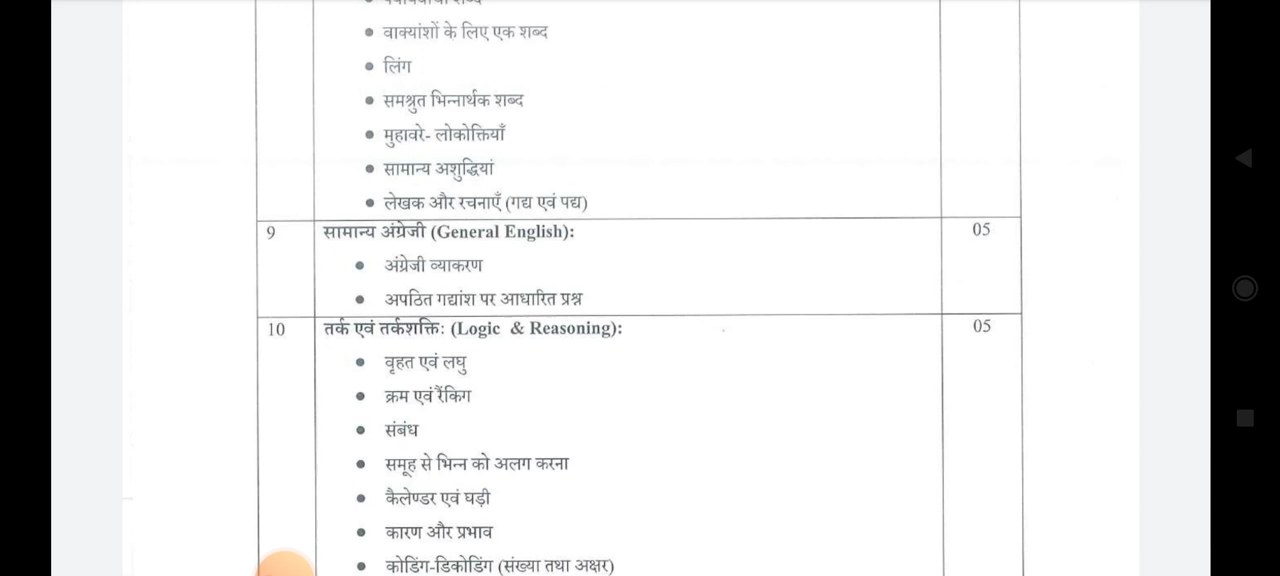 वाक्यांशों के लिए एक शब्द
लिंग
समश्रुत भिन्नार्थक शब्द
मुहावरे- लोकोक्तियाँ
सामान्य अशुद्धियां
लेखक और रचनाएँ (गद्य एवं पद्य)
9 सामान्य अंग्रेजी (General English): 05
अंग्रेजी व्याकरण
अपठित गद्यांश पर आधारित प्रश्न
10 तर्क एवं तर्कशक्तिः (Logic & Reasoning): 05
वृहत एवं लघु
क्रम एवं रैंकिग
संबंध
समूह से भिन्न को अलग करना
कैलेण्डर एवं घड़ी
कारण और प्रभाव
कोडिंग-डिकोडिंग (संख्या तथा अक्षर)